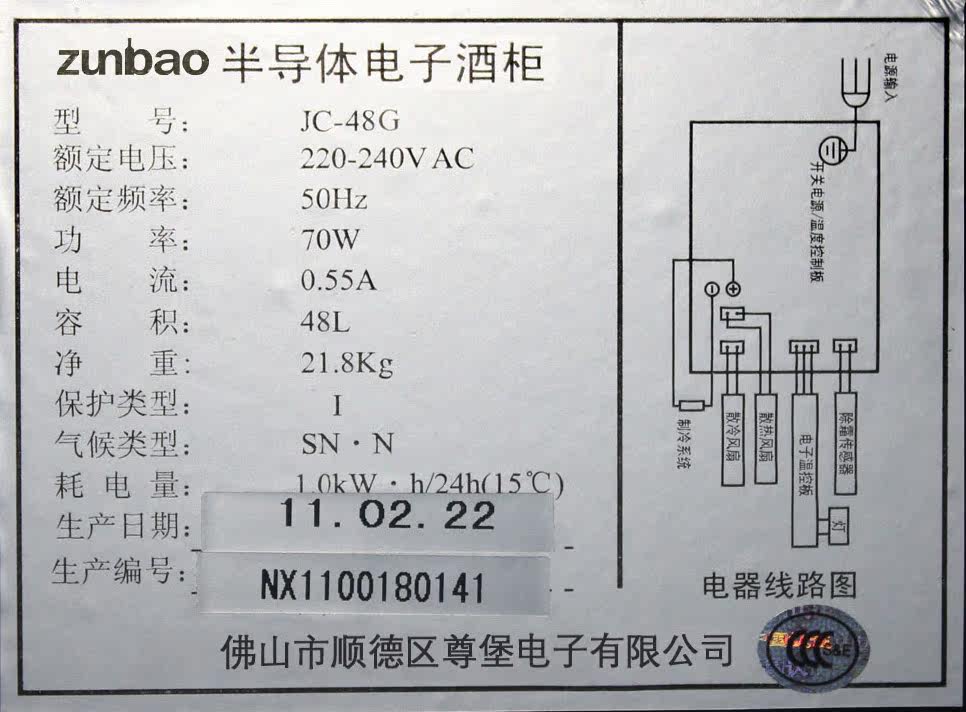 zunbao 半导体电子酒柜
型 号: JC-48G
额定电压: 220-240V AC
额定频率: 50Hz
功 率: 70W
电 流: 0.55A
容 积: 48L
净 重: 21.8Kg
保护类型: I
气候类型: SN·N
耗 电 量: 1.0kW·h/24h(15℃)
生产日期: 11.02.22
生产编号: NX1100180141
佛山市顺德区尊堡电子有限公司
电源输入
开关电源/温度控制板
制冷系统
散冷风扇
散热风扇
电子温控板
除霜传感器
灯
电器线路图
CCC S&E